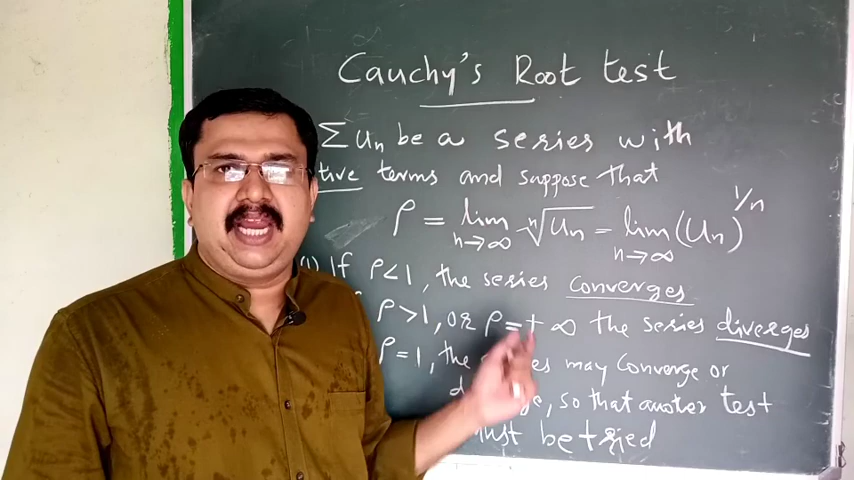 Cauchy's Root test
Σ un be a series with
tive terms and suppose that
ρ = lim n→∞ ⁿ√un = lim n→∞ (un)^1/n
(1) If ρ<1, the series converges
ρ>1, or ρ=+∞ the series diverges
ρ=1, the may Converge or
so that another test
must be tried